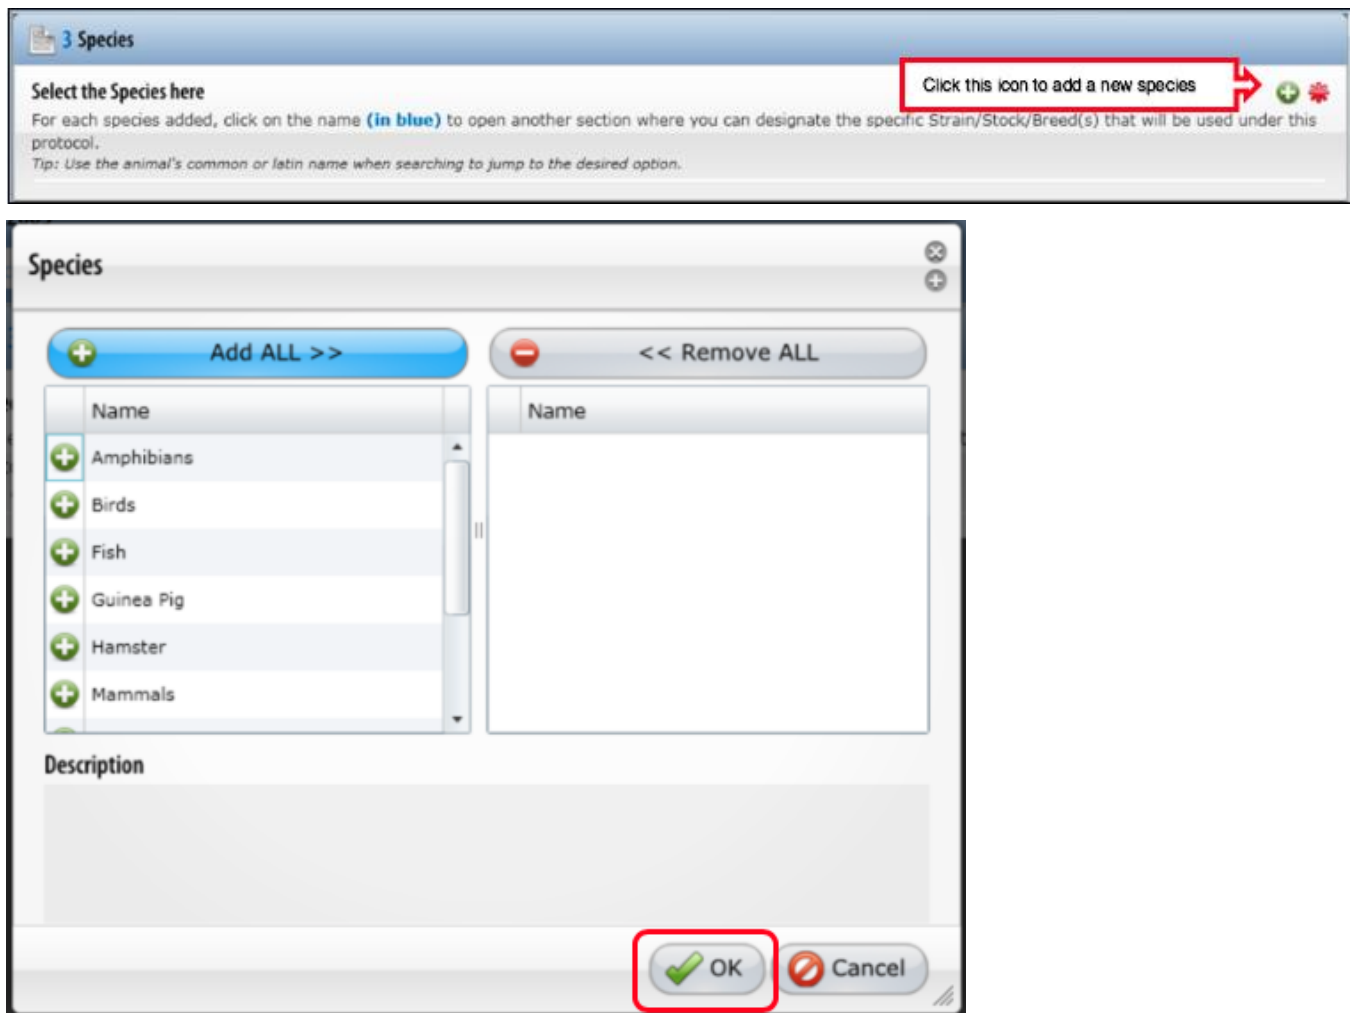 3 Species
Select the Species here
Click this icon to add a new species
For each species added, click on the name (in blue) to open another section where you can designate the specific Strain/Stock/Breed(s) that will be used under this
protocol.
Tip: Use the animal's common or latin name when searching to jump to the desired option.
Species
Add ALL >>
<< Remove ALL
Name
Name
Amphibians
Birds
Fish
Guinea Pig
Hamster
Mammals
Description
OK
Cancel